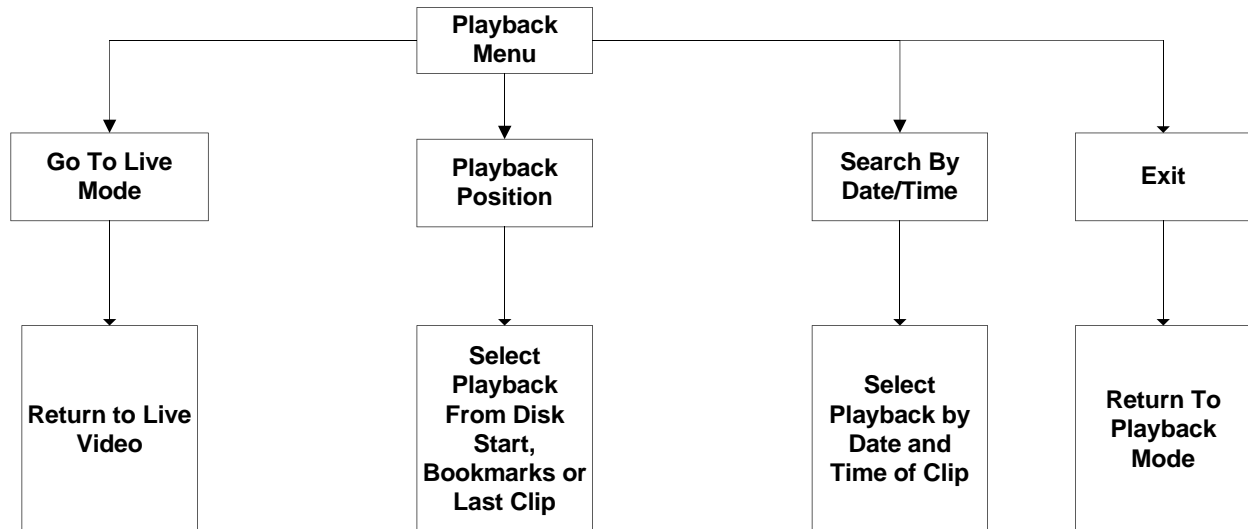 Playback
Menu
Go To Live
Mode
Playback
Position
Search By
Date/Time
Exit
Return to Live
Video
Select
Playback
From Disk
Start,
Bookmarks or
Last Clip
Select
Playback by
Date and
Time of Clip
Return To
Playback
Mode